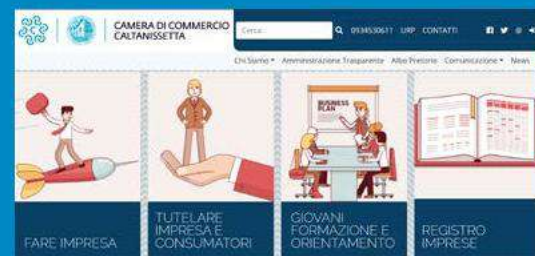 CAMERA DI COMMERCIO
CALTANISSETTA
Cerca... 0934530611 URP CONTATTI
Chi Siamo Amministrazione Trasparente Albo Pretorio Comunicazione News
BUSINESS
PLAN
FARE IMPRESA
TUTELARE
IMPRESA E
CONSUMATORI
GIOVANI
FORMAZIONE E
ORIENTAMENTO
REGISTRO
IMPRESE